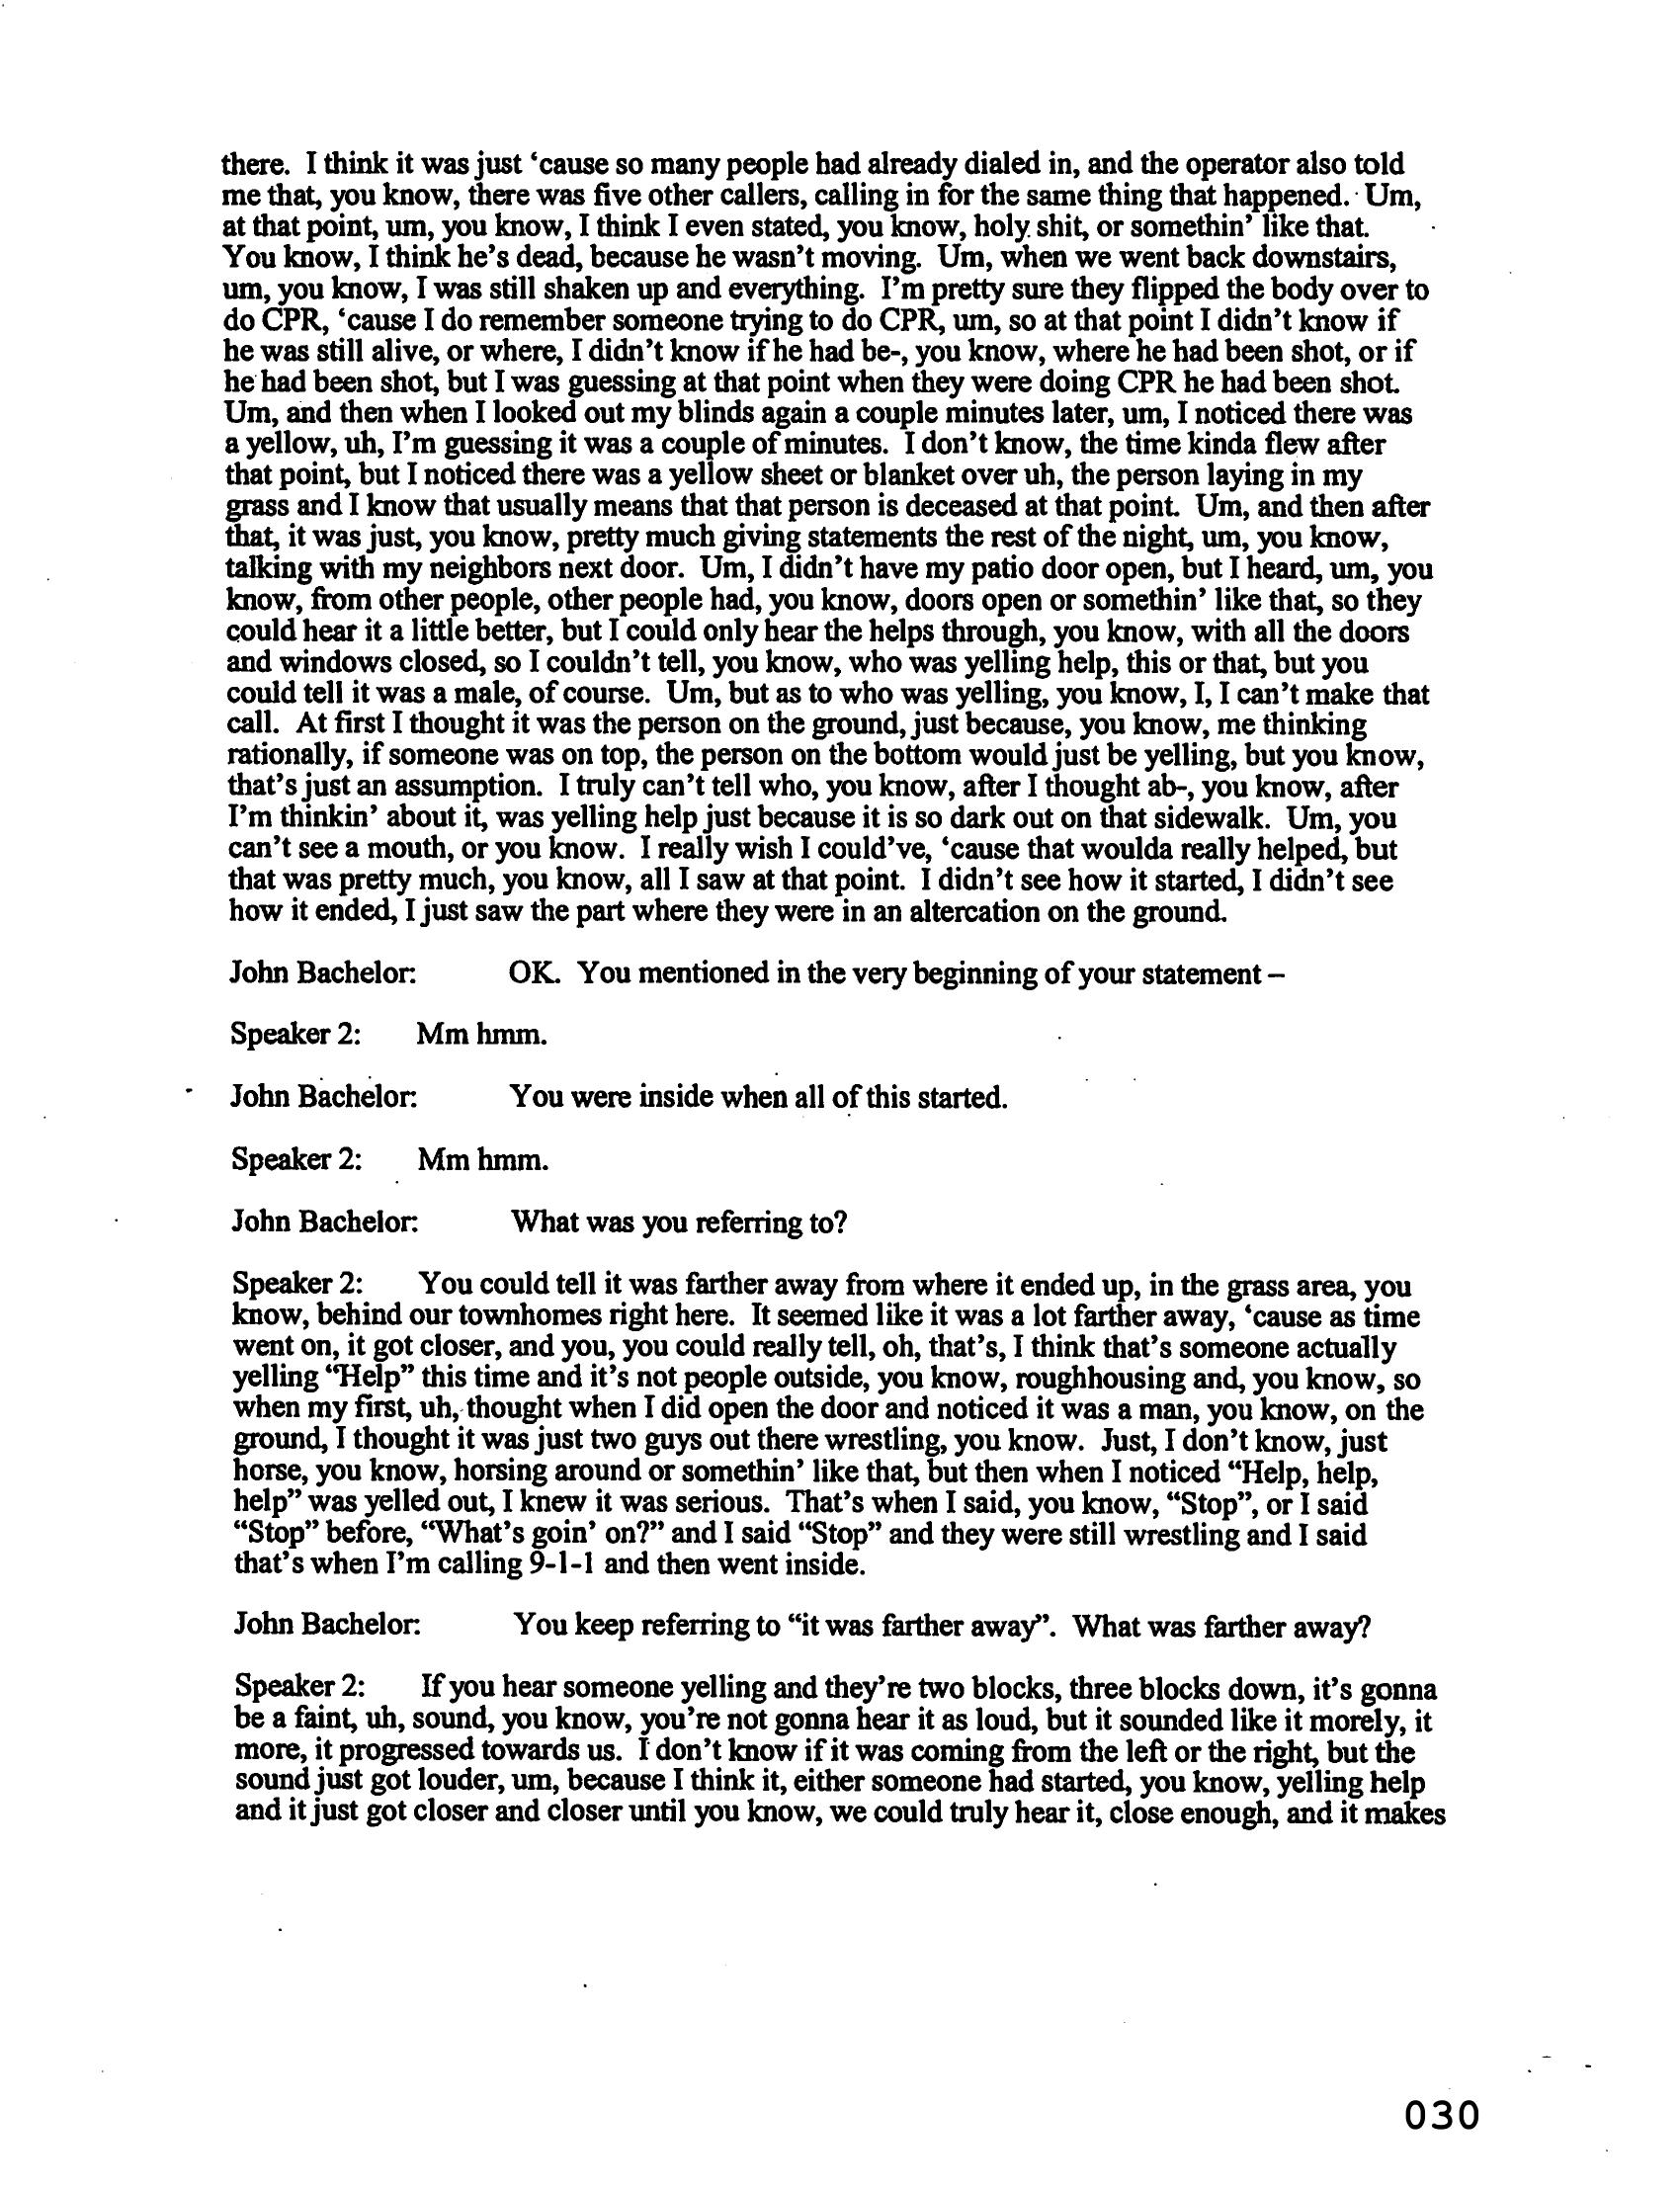 there. I think it was just ‘cause so many people had already dialed in, and the operator also told
me that, you know, there was five other callers, calling in for the same thing that happened. Um,
at that point, um, you know, I think I even stated, you know, holy shit, or somethin’ like that.
You know, I think he’s dead, because he wasn’t moving. Um, when we went back downstairs,
um, you know, I was still shaken up and everything. I’m pretty sure they flipped the body over to
do CPR, ‘cause I do remember someone trying to do CPR, um, so at that point I didn’t know if
he was still alive, or where, I didn’t know if he had be-, you know, where he had been shot, or if
he had been shot, but I was guessing at that point when they were doing CPR he had been shot.
Um, and then when I looked out my blinds again a couple minutes later, um, I noticed there was
a yellow, uh, I’m guessing it was a couple of minutes. I don’t know, the time kinda flew after
that point, but I noticed there was a yellow sheet or blanket over uh, the person laying in my
grass and I know that usually means that that person is deceased at that point. Um, and then after
that, it was just, you know, pretty much giving statements the rest of the night, um, you know,
talking with my neighbors next door. Um, I didn’t have my patio door open, but I heard, um, you
know, from other people, other people had, you know, doors open or somethin’ like that, so they
could hear it a little better, but I could only hear the helps through, you know, with all the doors
and windows closed, so I couldn’t tell, you know, who was yelling help, this or that, but you
could tell it was a male, of course. Um, but as to who was yelling, you know, I, I can’t make that
call. At first I thought it was the person on the ground, just because, you know, me thinking
rationally, if someone was on top, the person on the bottom would just be yelling, but you know,
that’s just an assumption. I truly can’t tell who, you know, after I thought ab-, you know, after
I’m thinkin’ about it, was yelling help just because it is so dark out on that sidewalk. Um, you
can’t see a mouth, or you know. I really wish I could’ve, ‘cause that woulda really helped, but
that was pretty much, you know, all I saw at that point. I didn’t see how it started, I didn’t see
how it ended, I just saw the part where they were in an altercation on the ground.
John Bachelor: OK. You mentioned in the very beginning of your statement –
Speaker 2: Mm hmm.
John Bachelor: You were inside when all of this started.
Speaker 2: Mm hmm.
John Bachelor: What was you referring to?
Speaker 2: You could tell it was farther away from where it ended up, in the grass area, you
know, behind our townhomes right here. It seemed like it was a lot farther away, ‘cause as time
went on, it got closer, and you, you could really tell, oh, that’s, I think that’s someone actually
yelling “Help” this time and it’s not people outside, you know, roughhousing and, you know, so
when my first, uh, thought when I did open the door and noticed it was a man, you know, on the
ground, I thought it was just two guys out there wrestling, you know. Just, I don’t know, just
horse, you know, horsing around or somethin’ like that, but then when I noticed “Help, help,
help” was yelled out, I knew it was serious. That’s when I said, you know, “Stop”, or I said
“Stop” before, “What’s goin’ on?” and I said “Stop” and they were still wrestling and I said
that’s when I’m calling 9-1-1 and then went inside.
John Bachelor: You keep referring to “it was farther away”. What was farther away?
Speaker 2: If you hear someone yelling and they’re two blocks, three blocks down, it’s gonna
be a faint, uh, sound, you know, you’re not gonna hear it as loud, but it sounded like it morely, it
more, it progressed towards us. I don’t know if it was coming from the left or the right, but the
sound just got louder, um, because I think it, either someone had started, you know, yelling help
and it just got closer and closer until you know, we could truly hear it, close enough, and it makes
030